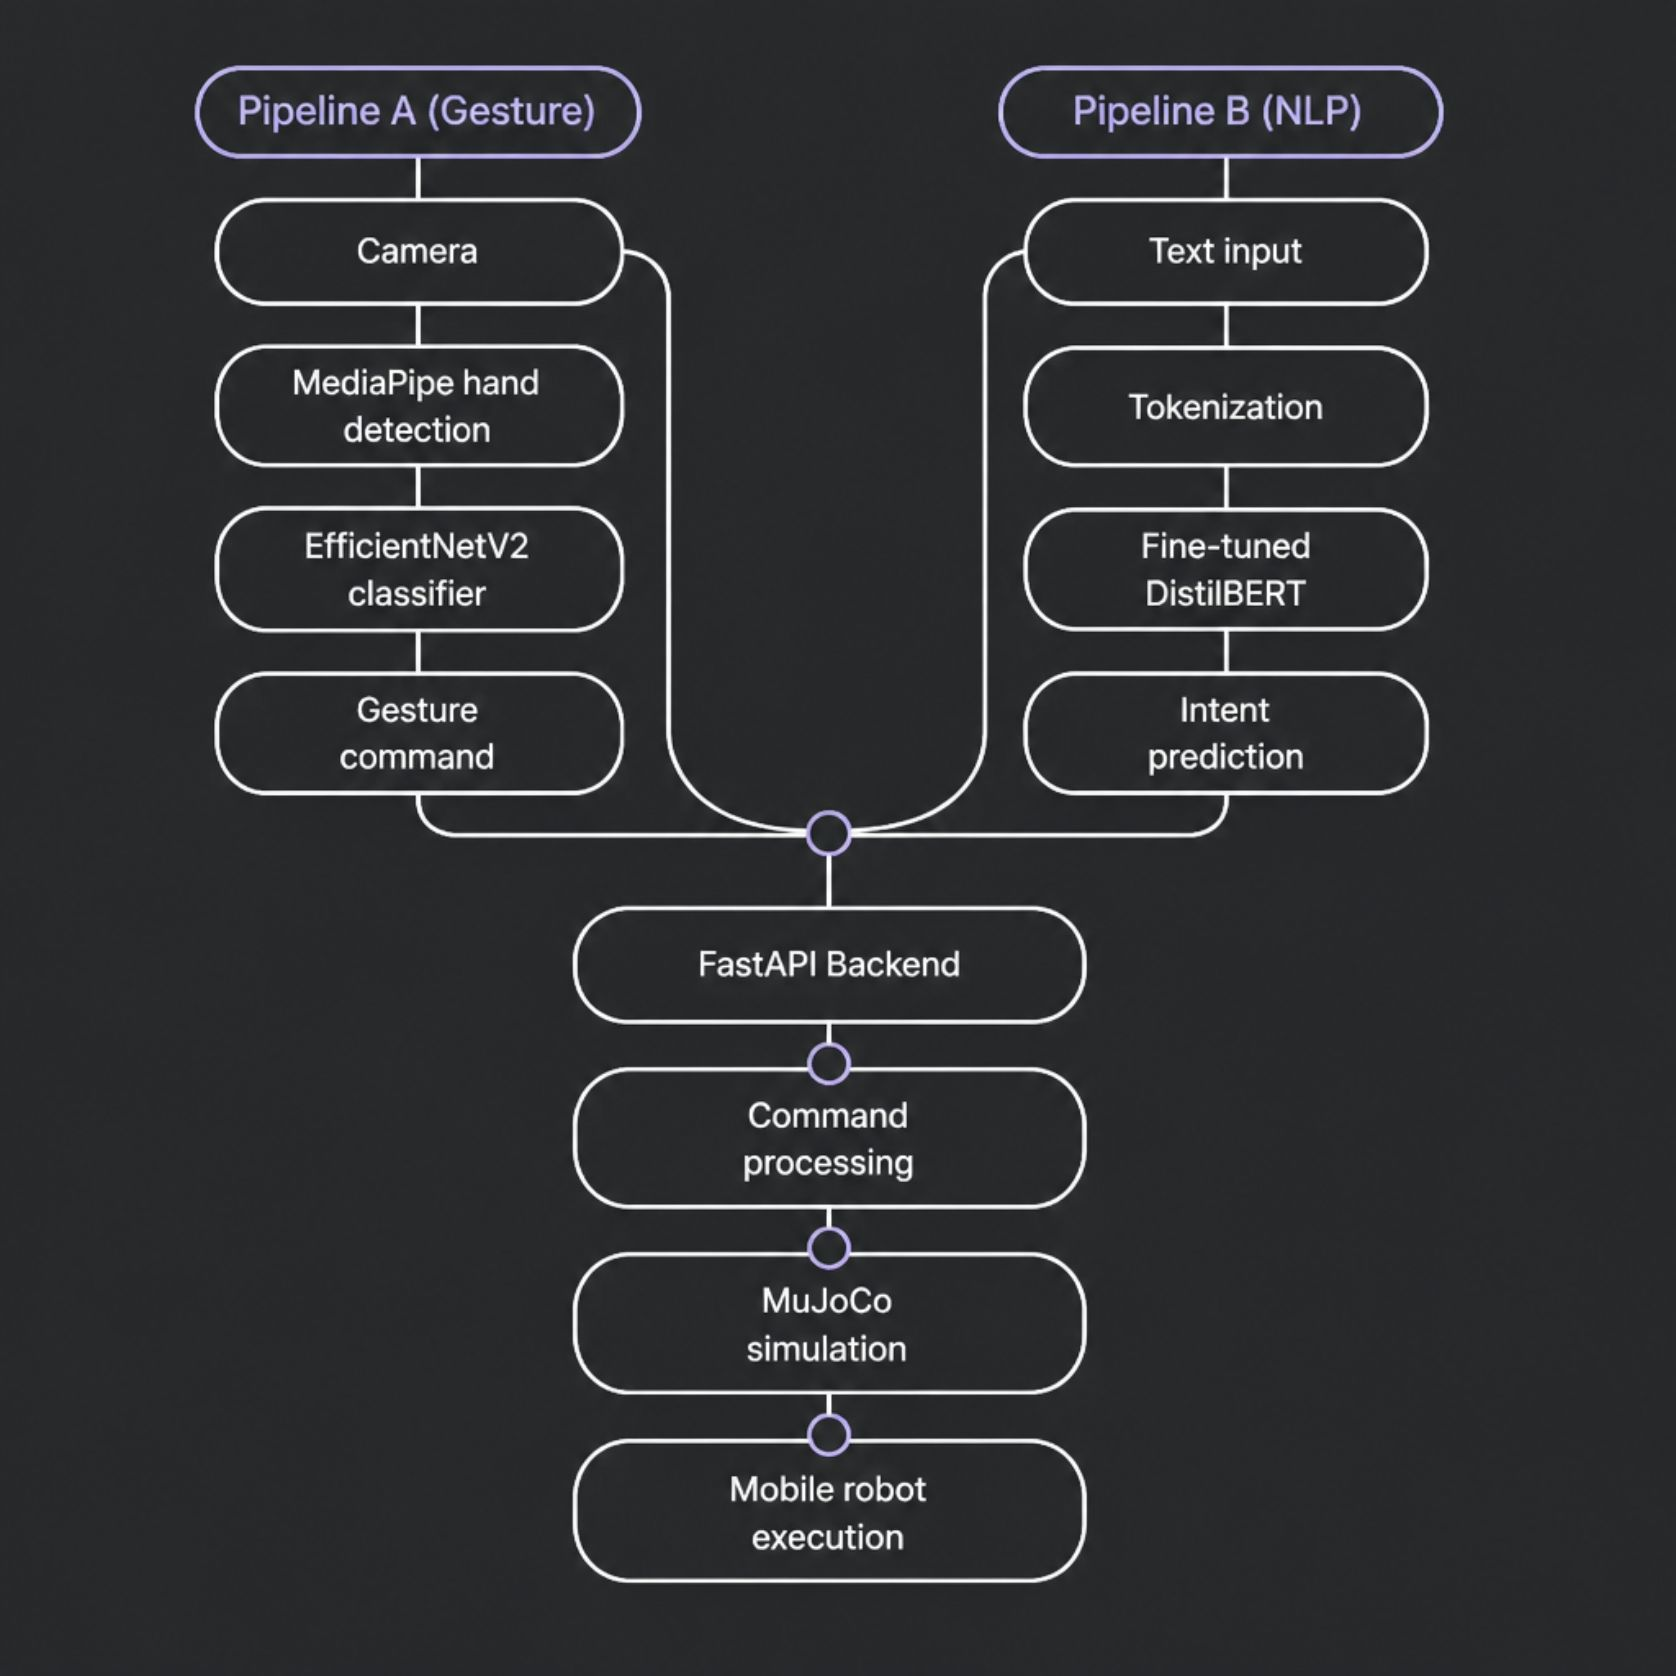 Pipeline A (Gesture)
Camera
MediaPipe hand
detection
EfficientNetV2
classifier
Gesture
command
Pipeline B (NLP)
Text input
Tokenization
Fine-tuned
DistilBERT
Intent
prediction
FastAPI Backend
Command
processing
MuJoCo
simulation
Mobile robot
execution